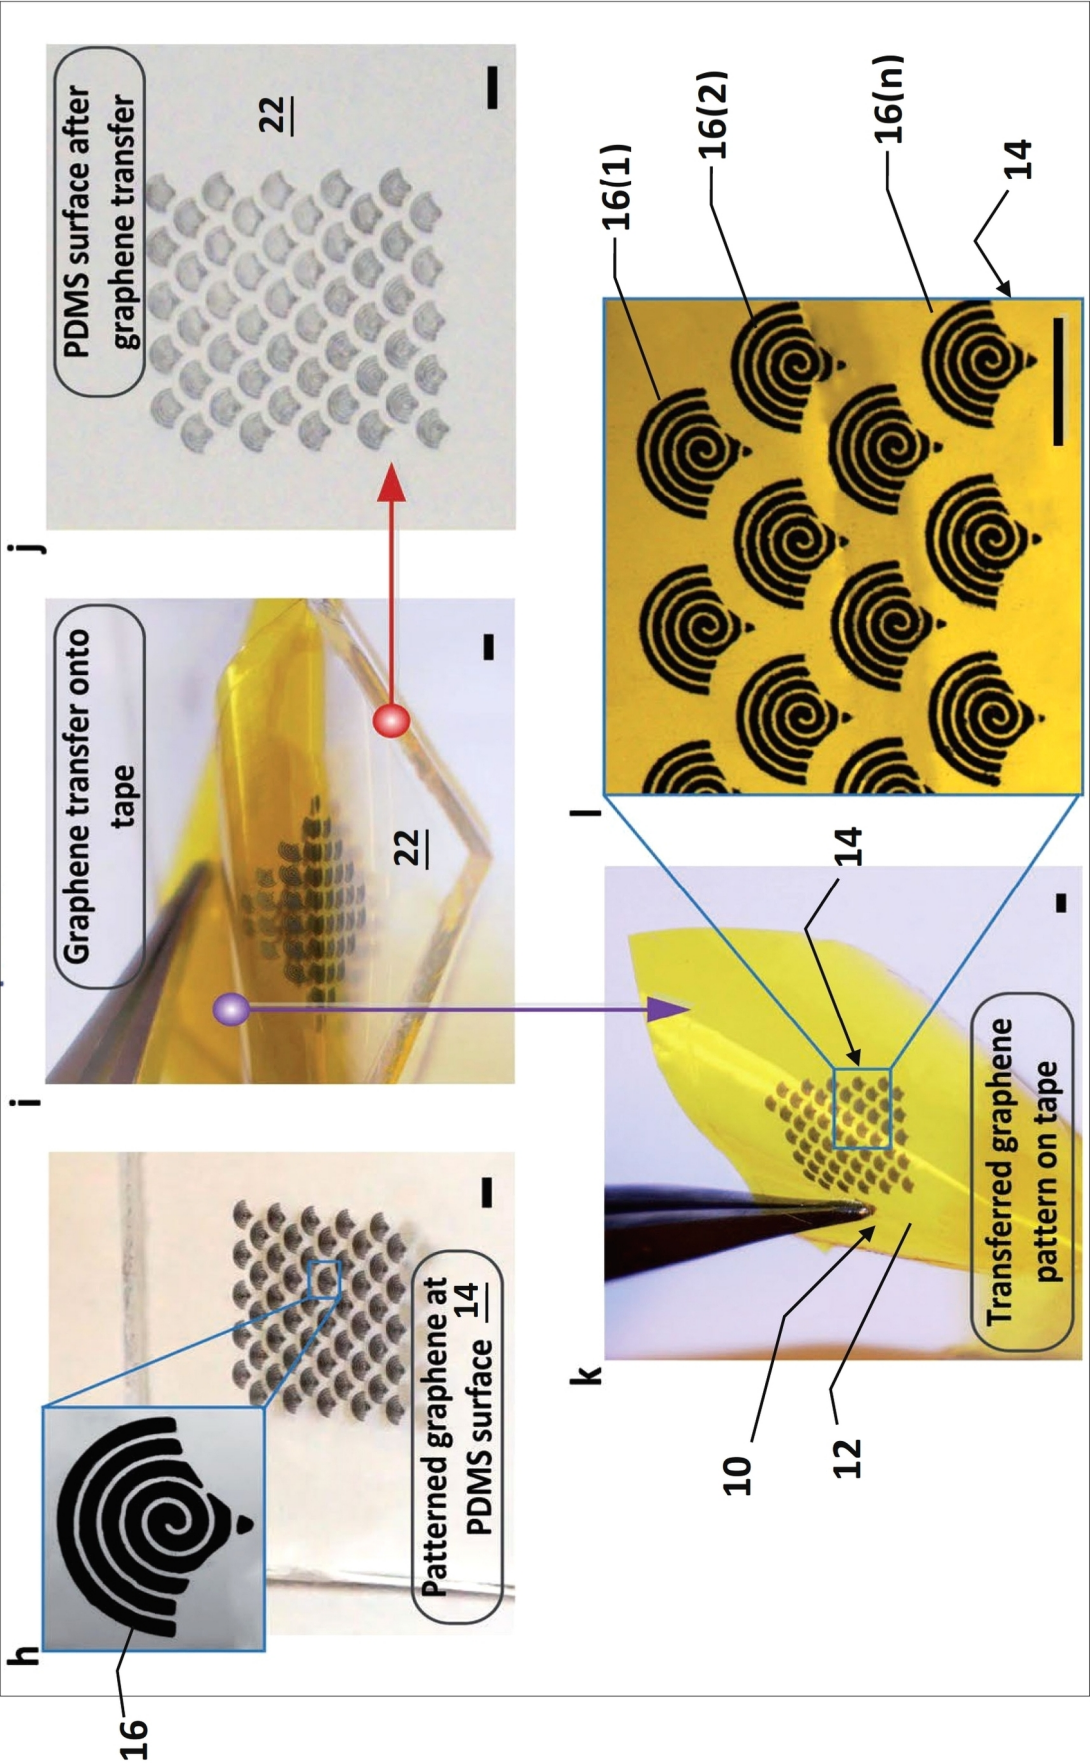 h
16
Patterned graphene at
PDMS surface 14
i
Graphene transfer onto
tape
22
j
PDMS surface after
graphene transfer
22
k
10
12
14
Transferred graphene
pattern on tape
l
16(1)
16(2)
16(n)
14